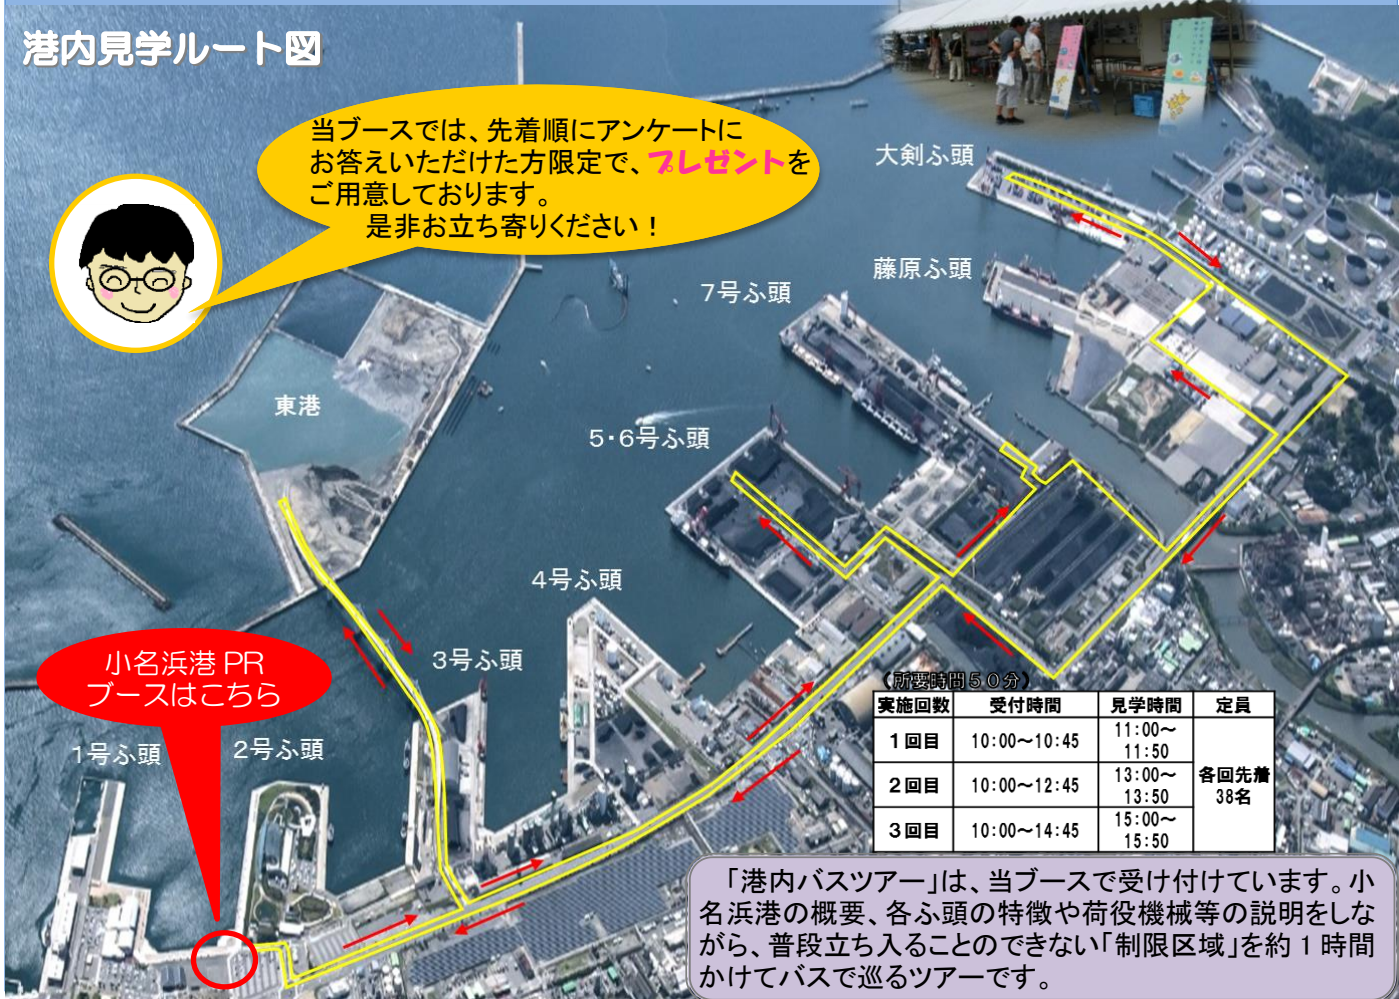 港内見学ルート図
当ブースでは、先着順にアンケートに
お答えいただけた方限定で、プレゼントを
ご用意しております。
是非お立ち寄りください！
大剣ふ頭
藤原ふ頭
7号ふ頭
東港
5・6号ふ頭
4号ふ頭
3号ふ頭
小名浜港 PR
ブースはこちら
1号ふ頭
2号ふ頭
（所要時間５０分）
実施回数 受付時間 見学時間 定員
1回目 10:00～10:45 11:00～
11:50
2回目 10:00～12:45 13:00～
13:50
各回先着
38名
3回目 10:00～14:45 15:00～
15:50
「港内バスツアー」は、当ブースで受け付けています。小
名浜港の概要、各ふ頭の特徴や荷役機械等の説明をしな
がら、普段立ち入ることのできない「制限区域」を約１時間
かけてバスで巡るツアーです。